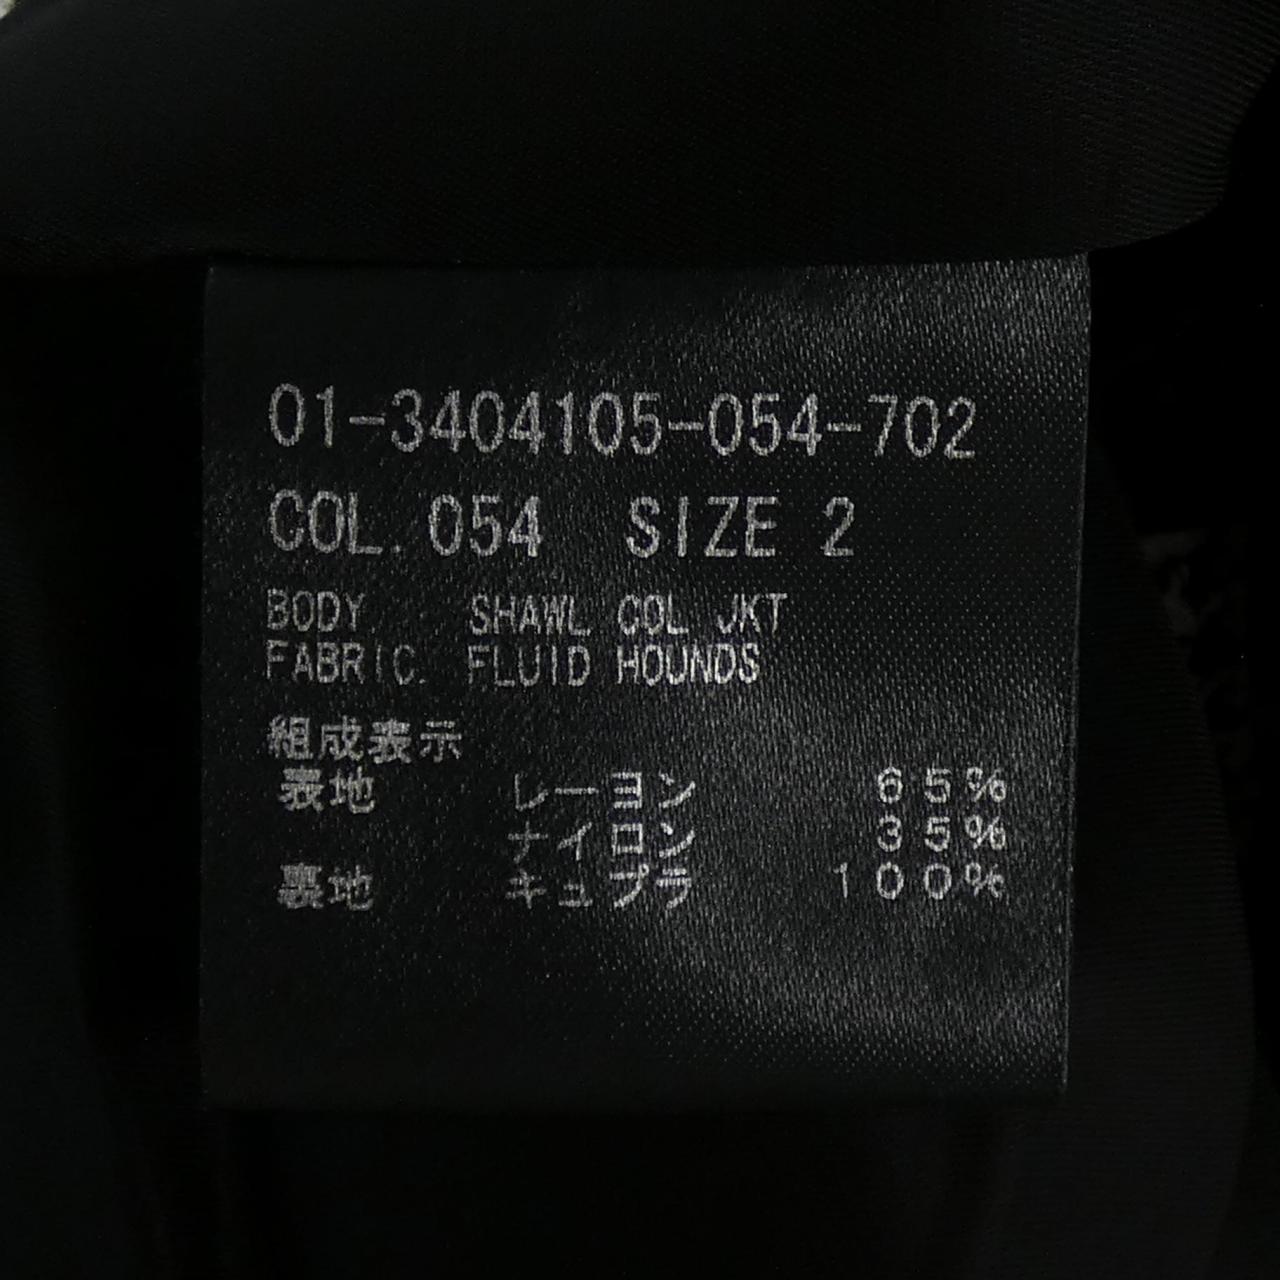 01-3404105-054-702
COL. 054 SIZE 2
BODY SHAWL COL JKT
FABRIC. FLUID HOUNDS
組成表示
表地 レーヨン 65%
ナイロン 35%
裏地 キュプラ 100%